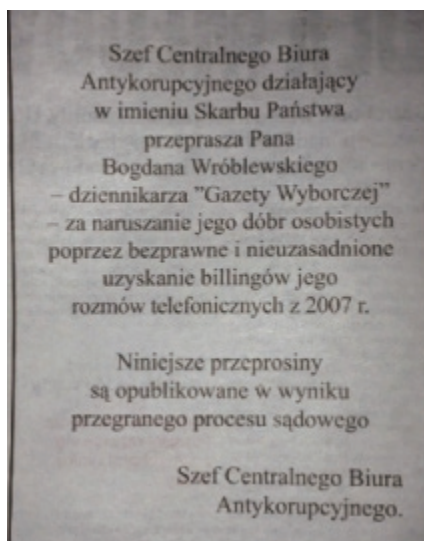 Szef Centralnego Biura
Antykorupcyjnego działający
w imieniu Skarbu Państwa
przeprasza Pana
Bogdana Wróblewskiego
– dziennikarza "Gazety Wyborczej"
– za naruszanie jego dóbr osobistych
poprzez bezprawne i nieuzasadnione
uzyskanie billingów jego
rozmów telefonicznych z 2007 r.
Niniejsze przeprosiny
są opublikowane w wyniku
przegranego procesu sądowego
Szef Centralnego Biura
Antykorupcyjnego.